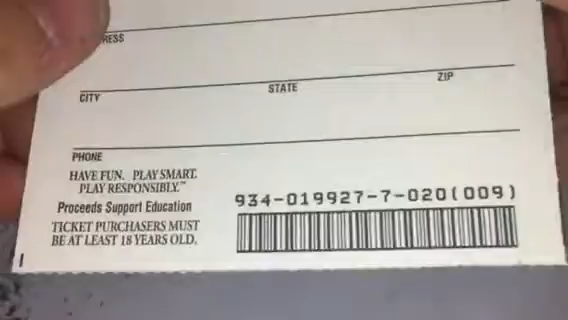 RESS
CITY STATE ZIP
PHONE
HAVE FUN. PLAY SMART.
PLAY RESPONSIBLY.™
Proceeds Support Education
TICKET PURCHASERS MUST
BE AT LEAST 18 YEARS OLD.
934-019927-7-020(009)